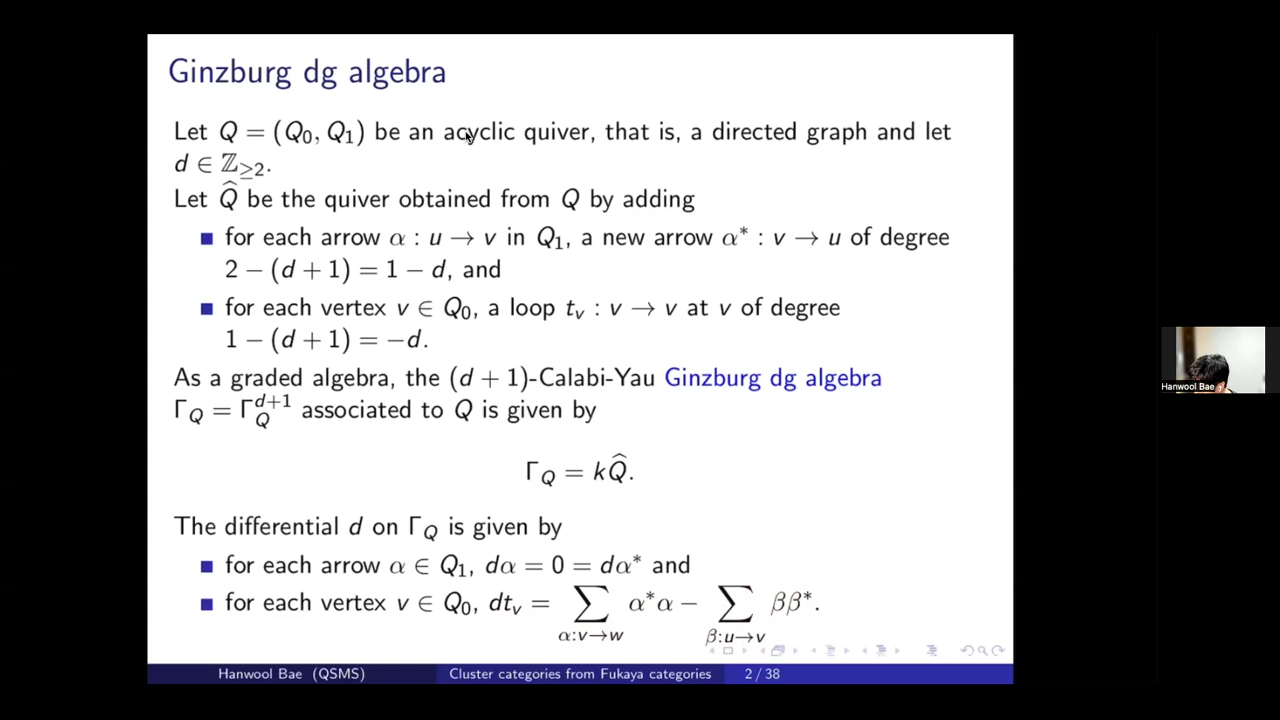 Ginzburg dg algebra
Let Q = (Q₀, Q₁) be an acyclic quiver, that is, a directed graph and let
d ∈ ℤ≥₂.
Let Q̂ be the quiver obtained from Q by adding
for each arrow α : u → v in Q₁, a new arrow α* : v → u of degree
2 − (d + 1) = 1 − d, and
for each vertex v ∈ Q₀, a loop tᵥ : v → v at v of degree
1 − (d + 1) = −d.
As a graded algebra, the (d + 1)-Calabi-Yau Ginzburg dg algebra
Γ_Q = Γ_Q^{d+1} associated to Q is given by
Γ_Q = kQ̂.
The differential d on Γ_Q is given by
for each arrow α ∈ Q₁, dα = 0 = dα* and
for each vertex v ∈ Q₀, dtᵥ = ∑_{α:v→w} α*α − ∑_{β:u→v} ββ*.
Hanwool Bae (QSMS) Cluster categories from Fukaya categories 2 / 38
Hanwool Bae